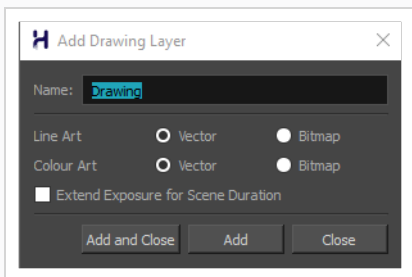 Add Drawing Layer
Name: Drawing
Line Art Vector Bitmap
Colour Art Vector Bitmap
Extend Exposure for Scene Duration
Add and Close Add Close